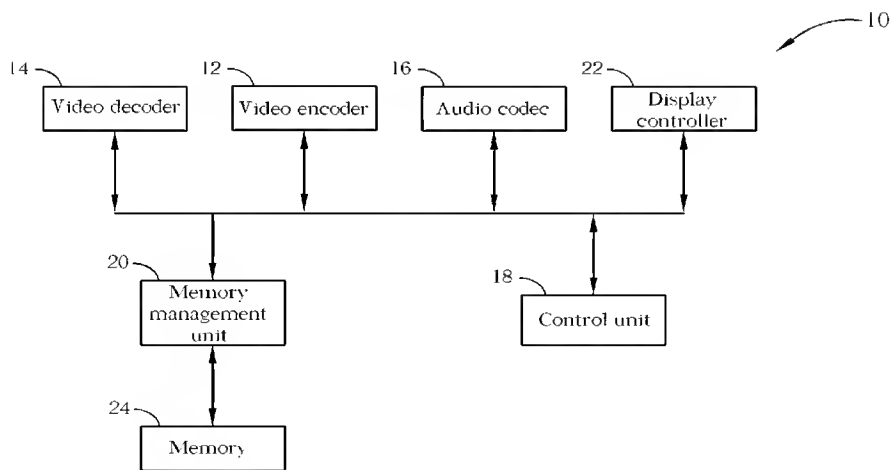 10
14
Video decoder
12
Video encoder
16
Audio codec
22
Display
controller
20
Memory
management
unit
18
Control unit
24
Memory